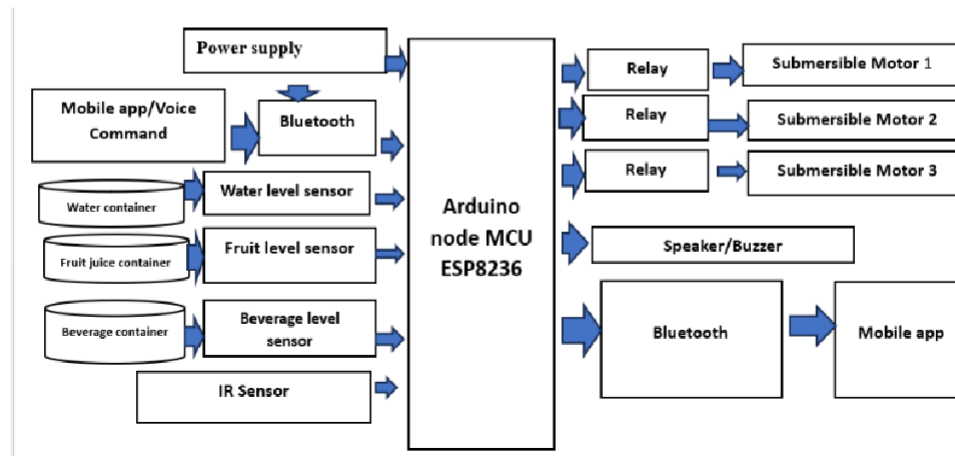 Power supply
Mobile app/Voice
Command
Bluetooth
Water container
Water level sensor
Fruit juice container
Fruit level sensor
Beverage container
Beverage level
sensor
IR Sensor
Arduino
node MCU
ESP8236
Relay
Submersible Motor 1
Relay
Submersible Motor 2
Relay
Submersible Motor 3
Speaker/Buzzer
Bluetooth
Mobile app